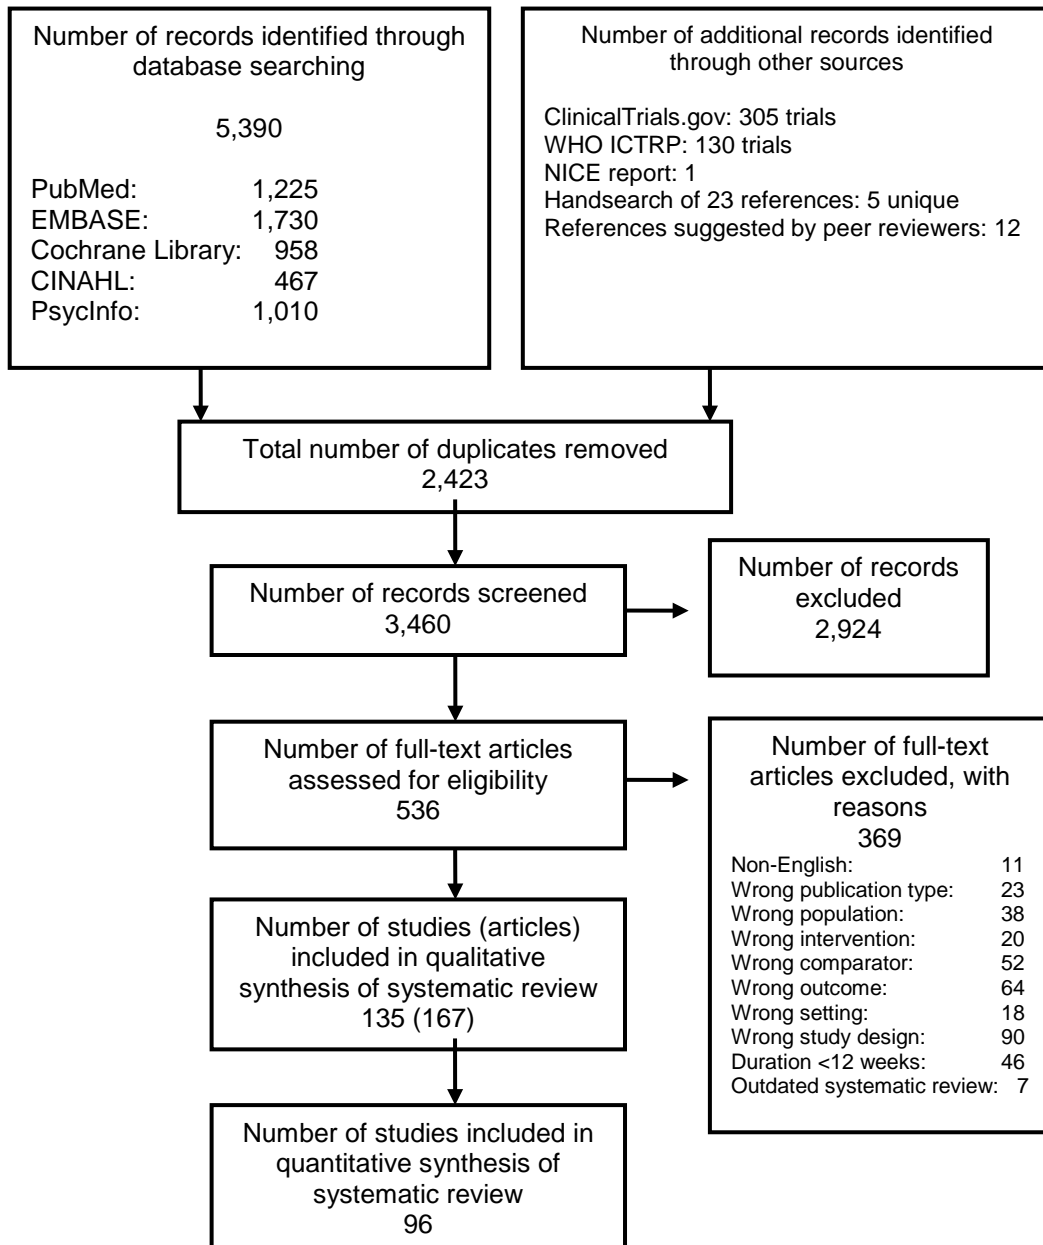 Number of records identified through
database searching
5,390
PubMed: 1,225
EMBASE: 1,730
Cochrane Library: 958
CINAHL: 467
PsycInfo: 1,010
Number of additional records identified
through other sources
ClinicalTrials.gov: 305 trials
WHO ICTRP: 130 trials
NICE report: 1
Handsearch of 23 references: 5 unique
References suggested by peer reviewers: 12
Total number of duplicates removed
2,423
Number of records screened
3,460
Number of records
excluded
2,924
Number of full-text articles
assessed for eligibility
536
Number of full-text
articles excluded, with
reasons
369
Non-English: 11
Wrong publication type: 23
Wrong population: 38
Wrong intervention: 20
Wrong comparator: 52
Wrong outcome: 64
Wrong setting: 18
Wrong study design: 90
Duration <12 weeks: 46
Outdated systematic review: 7
Number of studies (articles)
included in qualitative
synthesis of systematic review
135 (167)
Number of studies included in
quantitative synthesis of
systematic review
96